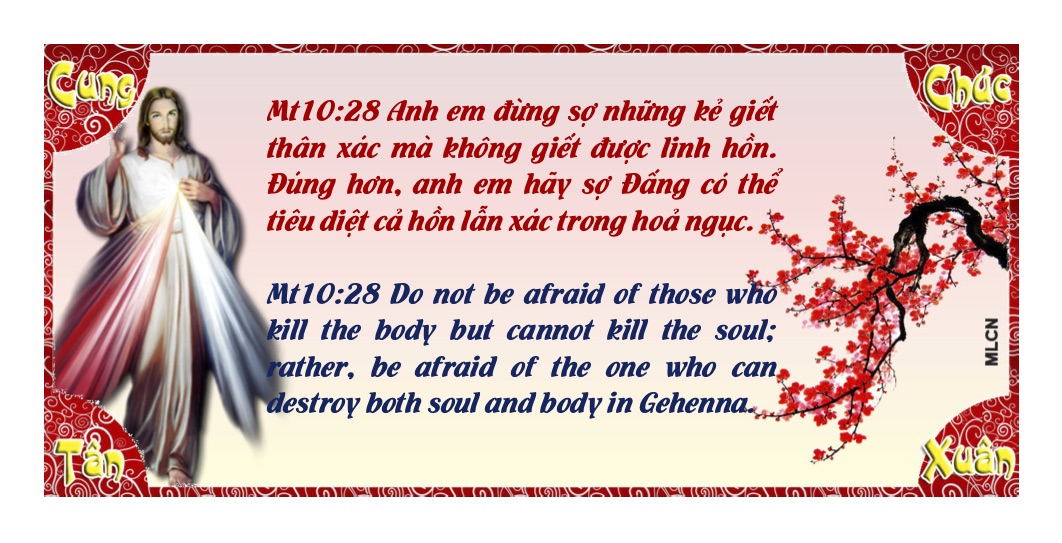 Cung
Chúc
Mt10:28 Anh em đừng sợ những kẻ giết
thân xác mà không giết được linh hồn.
Đúng hơn, anh em hãy sợ Đấng có thể
tiêu diệt cả hồn lẫn xác trong hoả ngục.
Mt10:28 Do not be afraid of those who
kill the body but cannot kill the soul;
rather, be afraid of the one who can
destroy both soul and body in Gehenna.
MLCN
Tân
Xuân